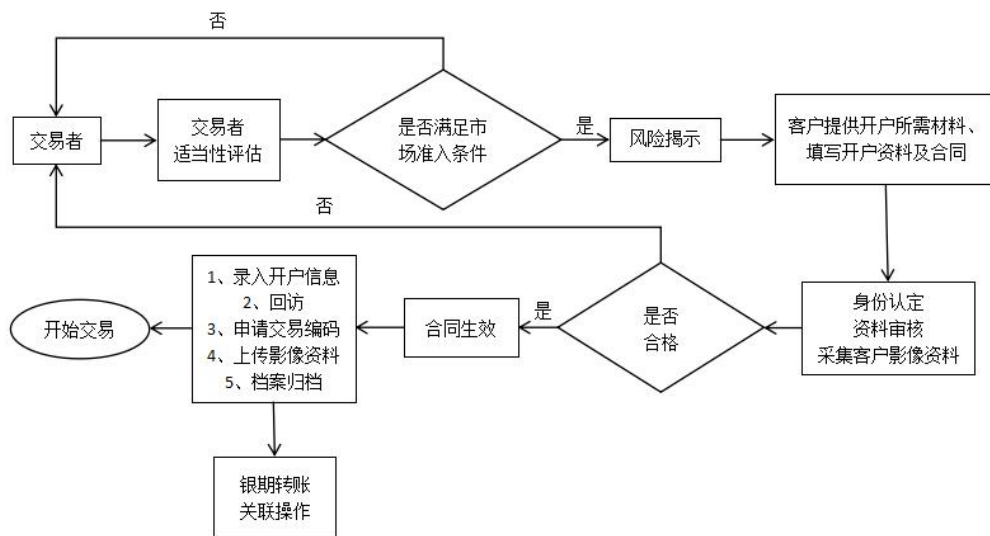 否
交易者
交易者
适当性评估
是否满足市
场准入条件
是
风险揭示
客户提供开户所需材料、
填写开户资料及合同
否
开始交易
1、录入开户信息
2、回访
3、申请交易编码
4、上传影像资料
5、档案归档
合同生效
是
是否
合格
身份认定
资料审核
采集客户影像资料
银期转账
关联操作